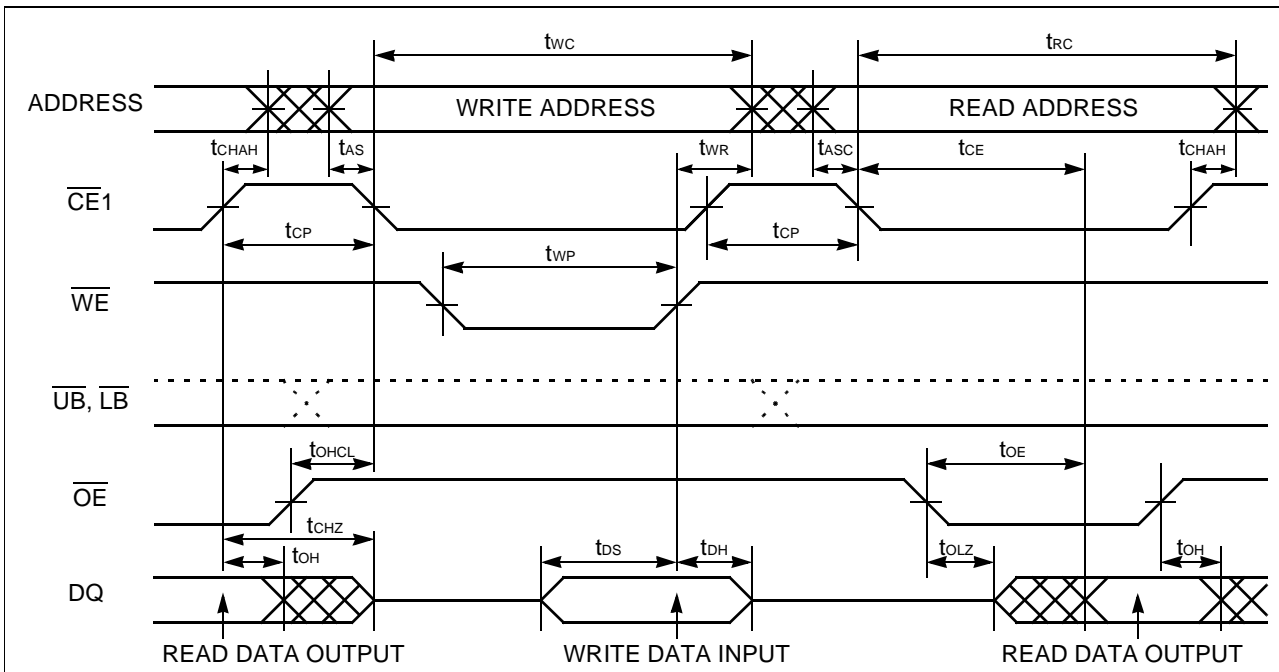 tWC tRC
ADDRESS WRITE ADDRESS READ ADDRESS
tCHAH tAS tWR tASC tCE tCHAH
CE1
tCP tWP tCP
WE
UB, LB
tOHCL tOE
OE
tCHZ
tOH tDS tDH tOLZ tOH
DQ
READ DATA OUTPUT WRITE DATA INPUT READ DATA OUTPUT